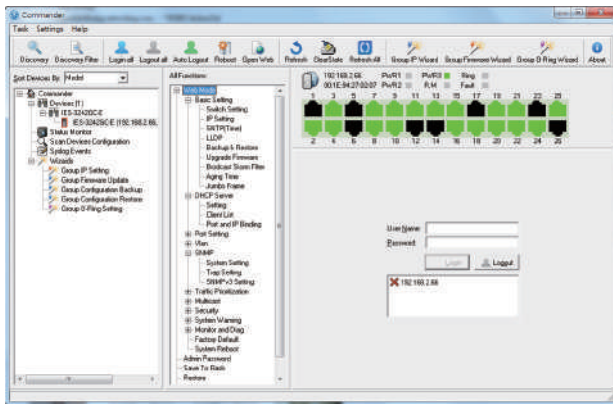 Commander
Task Settings Help
Discovery Discovery Filter Login all Logout all Auto Logout Reboot Open Web Refresh ClearState Refresh All Group IP Wizard Group Firmware Wizard Group O-Ring Wizard About
Sort Devices By Model
Commander
Devices (1)
IES-3242GC-E
IES-3242GC-E (192.168.2.66,
Status Monitor
Scan Devices Configuration
Syslog Events
Wizards
Group IP Setting
Group Firmware Update
Group Configuration Backup
Group Configuration Restore
Group O-Ring Setting
All Functions:
Web Mode
Basic Setting
Switch Setting
IP Setting
SNTP(Time)
LLDP
Backup & Restore
Upgrade Firmware
Brodcast Storm Filter
Aging Time
Jumbo Frame
DHCP Server
Setting
Client List
Port and IP Binding
Port Setting
Vlan
SNMP
System Setting
Trap Setting
SNMPv3 Setting
Traffic Prioritization
Multicast
Security
System Warning
Monitor and Diag
Factory Default
System Reboot
Admin Password
Save To Flash
Restore
192.168.2.66 PWR1 PWR3 Ring
00:1E:94:27:02:07 PWR2 R.M Fault
1 3 5 7 9 11 13 15 17 19 21 23 25
2 4 6 8 10 12 14 16 18 20 22 24 26
User Name:
Password:
Login Logout
192.168.2.66